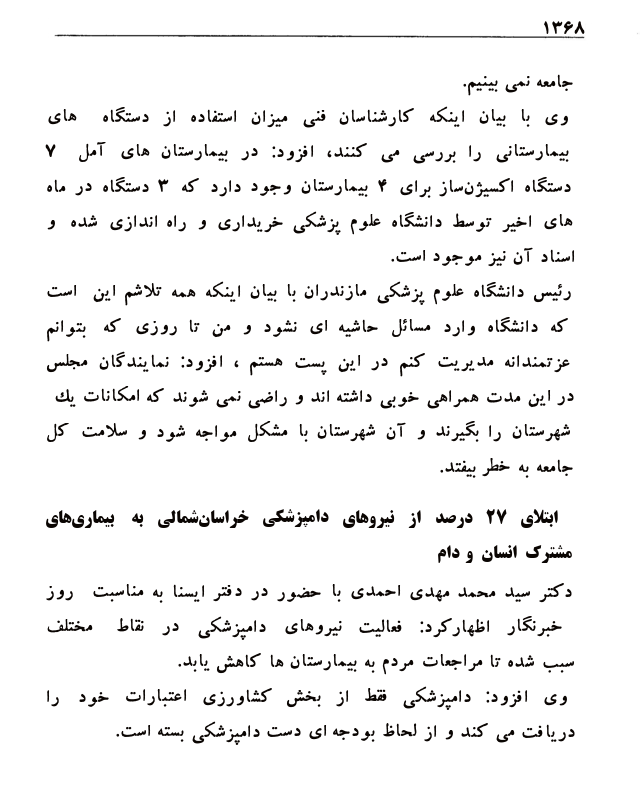 ۱۳۶۸
جامعه نمی بینیم.
وی با بیان اینکه کارشناسان فنی میزان استفاده از دستگاه های
بیمارستانی را بررسی می کنند، افزود: در بیمارستان های آمل ۷
دستگاه اکسیژن‌ساز برای ۴ بیمارستان وجود دارد که ۳ دستگاه در ماه
های اخیر توسط دانشگاه علوم پزشکی خریداری و راه اندازی شده و
اسناد آن نیز موجود است.
رئیس دانشگاه علوم پزشکی مازندران با بیان اینکه همه تلاشم این است
که دانشگاه وارد مسائل حاشیه ای نشود و من تا روزی که بتوانم
عزتمندانه مدیریت کنم در این پست هستم ، افزود: نمایندگان مجلس
در این مدت همراهی خوبی داشته اند و راضی نمی شوند که امکانات یك
شهرستان را بگیرند و آن شهرستان با مشکل مواجه شود و سلامت کل
جامعه به خطر بیفتد.
ابتلای ۲۷ درصد از نیروهای دامپزشکی خراسان‌شمالی به بیماری‌های
مشترک انسان و دام
دکتر سید محمد مهدی احمدی با حضور در دفتر ایسنا به مناسبت روز
خبرنگار اظهارکرد: فعالیت نیروهای دامپزشکی در نقاط مختلف
سبب شده تا مراجعات مردم به بیمارستان ها کاهش یابد.
وی افزود: دامپزشکی فقط از بخش کشاورزی اعتبارات خود را
دریافت می کند و از لحاظ بودجه ای دست دامپزشکی بسته است.